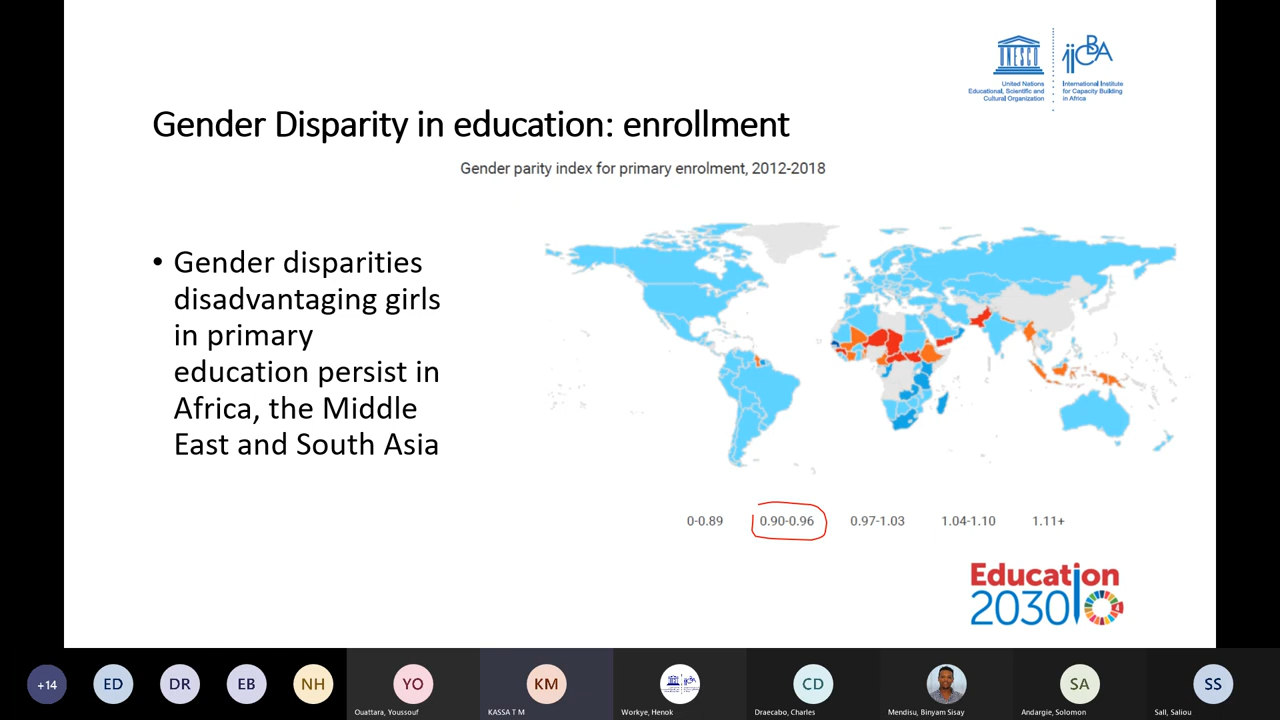 UNESCO
iicBA
United Nations
Educational, Scientific and
Cultural Organization
International Institute
for Capacity Building
in Africa
Gender Disparity in education: enrollment
Gender parity index for primary enrolment, 2012-2018
• Gender disparities
disadvantaging girls
in primary
education persist in
Africa, the Middle
East and South Asia
0-0.89 0.90-0.96 0.97-1.03 1.04-1.10 1.11+
Education
2030
4
+14 ED DR EB NH YO KM CD SA SS
Ouattara, Youssouf KASSA T M Workye, Henok Draecabo, Charles Mendisu, Binyam Sisay Andargie, Solomon Sall, Saliou